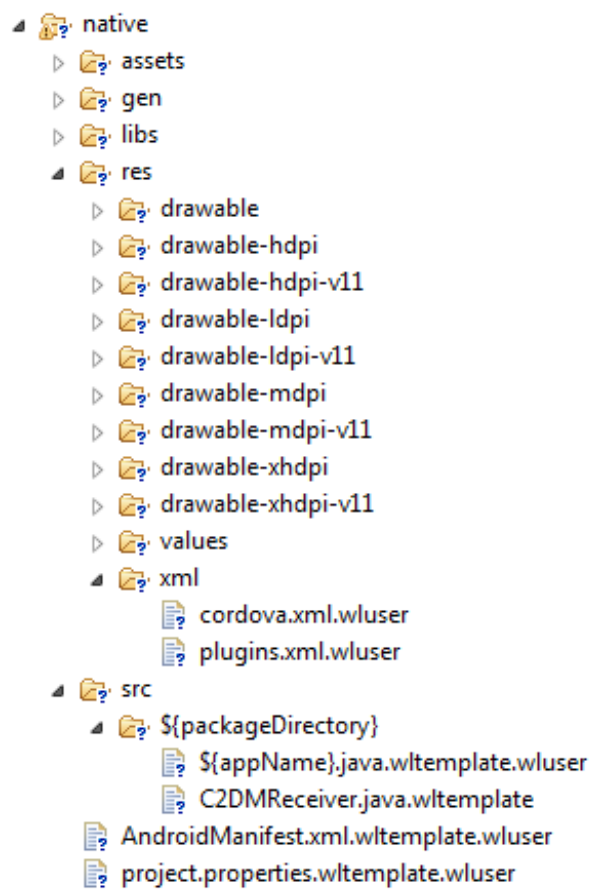 native
assets
gen
libs
res
drawable
drawable-hdpi
drawable-hdpi-v11
drawable-ldpi
drawable-ldpi-v11
drawable-mdpi
drawable-mdpi-v11
drawable-xhdpi
drawable-xhdpi-v11
values
xml
cordova.xml.wluser
plugins.xml.wluser
src
${packageDirectory}
${appName}.java.wltemplate.wluser
C2DMReceiver.java.wltemplate
AndroidManifest.xml.wltemplate.wluser
project.properties.wltemplate.wluser